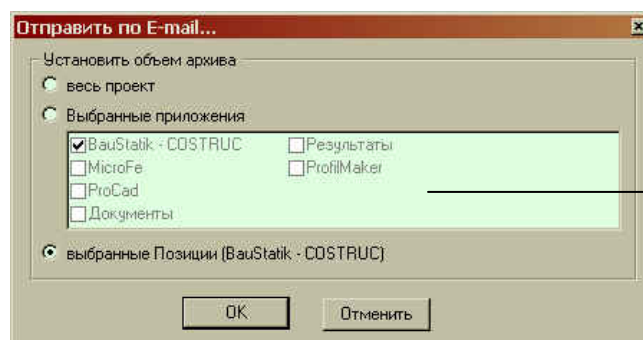 Отправить по E-mail...
Установить объем архива
весь проект
Выбранные приложения
BauStatik - COSTRUC Результаты
MicroFe ProfilMaker
ProCad
Документы
выбранные Позиции (BauStatik - COSTRUC)
OK Отменить